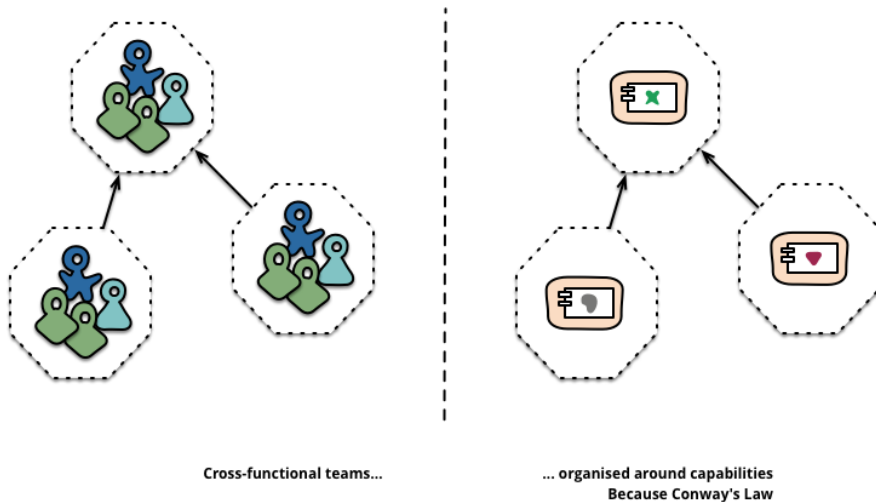 Cross-functional teams...
... organised around capabilities
Because Conway's Law